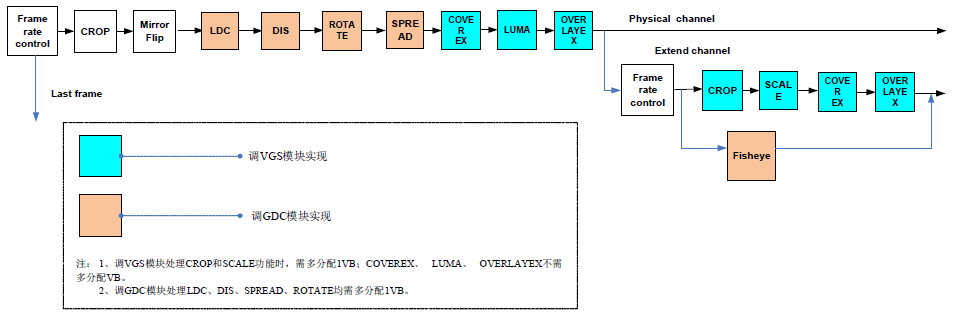 Frame
rate
control
CROP
Mirror
Flip
LDC
DIS
ROTA
TE
SPRE
AD
COVE
R
EX
LUMA
OVER
LAYE
X
Physical channel
Extend channel
Frame
rate
control
CROP
SCAL
E
COVE
R
EX
OVER
LAYE
X
Fisheye
Last frame
调VGS模块实现
调GDC模块实现
注： 1、调VGS模块处理CROP和SCALE功能时，需多分配1VB；COVEREX、 LUMA、 OVERLAYEX不需
多分配VB。
2、调GDC模块处理LDC、DIS、SPREAD、ROTATE均需多分配1VB。